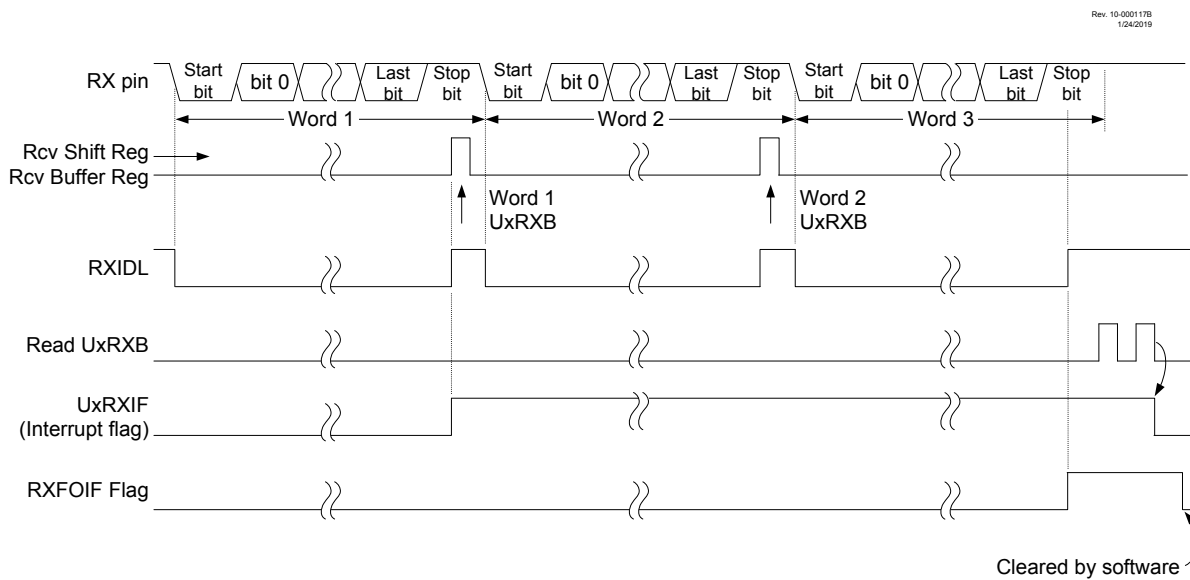 Rev. 10-000117B
1/24/2019
RX pin
Start bit
bit 0
Last bit
Stop bit
Start bit
bit 0
Last bit
Stop bit
Start bit
bit 0
Last bit
Stop bit
Word 1
Word 2
Word 3
Rcv Shift Reg
Rcv Buffer Reg
Word 1
UxRXB
Word 2
UxRXB
RXIDL
Read UxRXB
UxRXIF
(Interrupt flag)
RXFOIF Flag
Cleared by software